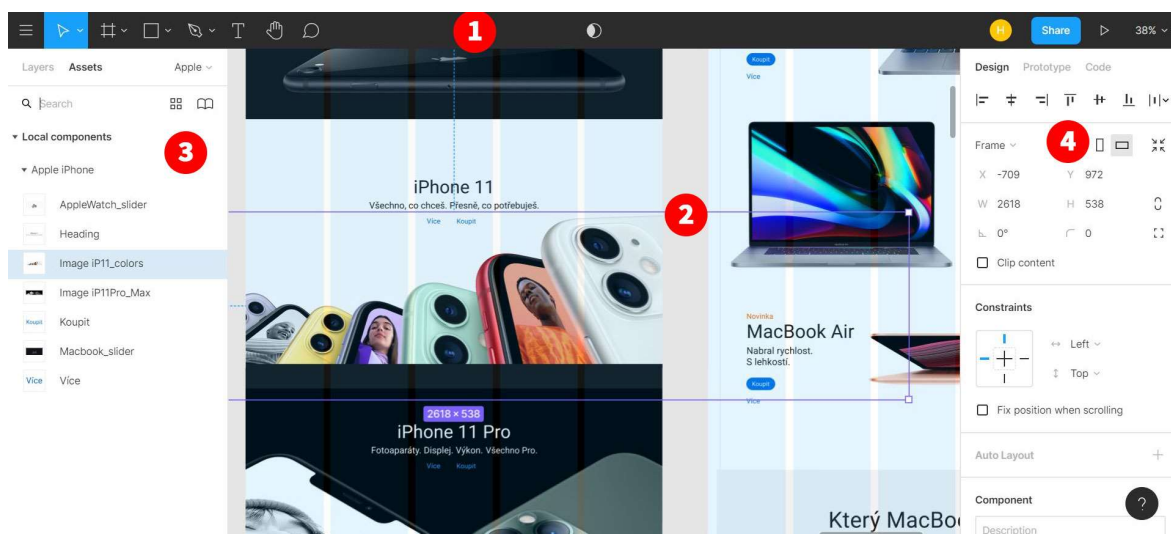 1
H
Share
38%
Layers Assets Apple
Search
Local components
3
Apple iPhone
AppleWatch_slider
Heading
Image iP11_colors
Image iP11Pro_Max
Koupit
Koupit
Macbook_slider
Více
Více
iPhone 11
Všechno, co chceš. Přesně, co potřebuješ.
Více Koupit
2618 × 538
iPhone 11 Pro
Fotoaparáty. Displej. Výkon. Všechno Pro.
Více Koupit
2
Koupit
Více
Novinka
MacBook Air
Nabral rychlost.
S lehkostí.
Koupit
Více
Který MacBo
Design Prototype Code
4
Frame
X -709 Y 972
W 2618 H 538
0° 0
Clip content
Constraints
Left
Top
Fix position when scrolling
Auto Layout
Component
?
Description